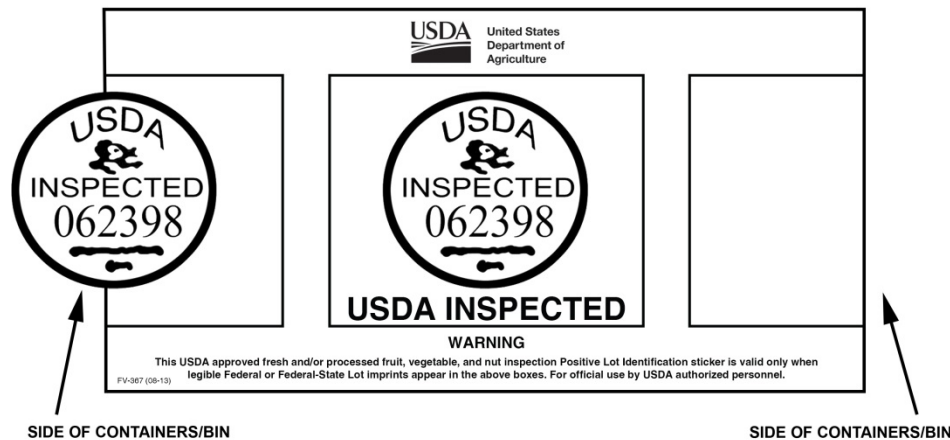 USDA
United States
Department of
Agriculture
USDA
INSPECTED
062398
USDA
INSPECTED
062398
USDA INSPECTED
WARNING
This USDA approved fresh and/or processed fruit, vegetable, and nut inspection Positive Lot Identification sticker is valid only when
legible Federal or Federal-State Lot imprints appear in the above boxes. For official use by USDA authorized personnel.
FV-367 (08-13)
SIDE OF CONTAINERS/BIN
SIDE OF CONTAINERS/BIN